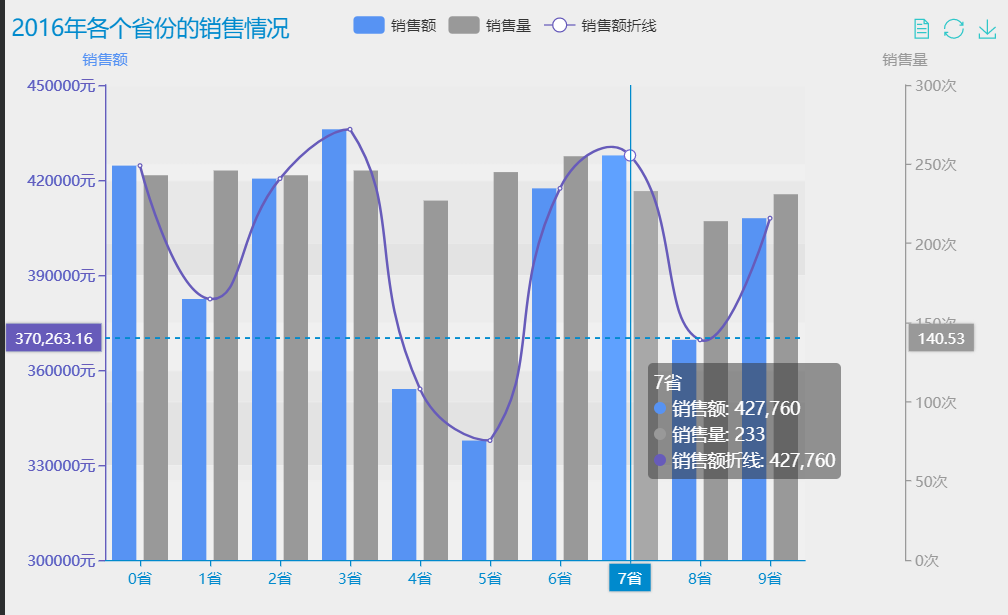 2016年各个省份的销售情况
销售额 销售量 销售额折线
销售额 销售量
450000元 300次
250次
420000元
200次
390000元
150次
370,263.16 140.53
360000元
7省
销售额: 427,760
100次
销售量: 233
销售额折线: 427,760
330000元
50次
300000元 0次
0省 1省 2省 3省 4省 5省 6省 7省 8省 9省